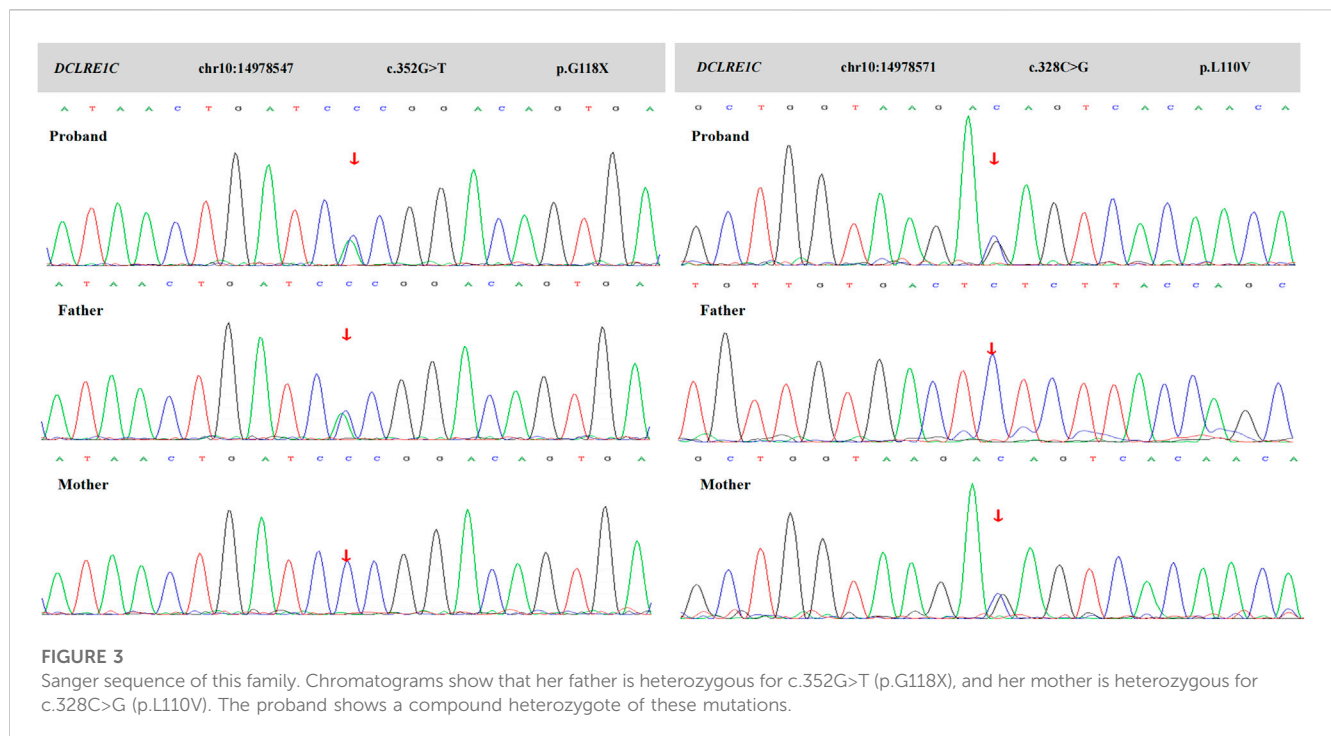 DCLRE1C chr10:14978547 c.352G>T p.G118X
A T A A C T G A T C C C G G A C A G T G A
Proband
A T A A C T G A T C C C G G A C A G T G A
Father
A T A A C T G A T C C C G G A C A G T G A
Mother
DCLRE1C chr10:14978571 c.328C>G p.L110V
G C T G G T A A G A C A G T C A C A A C A
Proband
T G T T G T G A C T C T C T T A C C A G C
Father
G C T G G T A A G A C A G T C A C A A C A
Mother
FIGURE 3
Sanger sequence of this family. Chromatograms show that her father is heterozygous for c.352G>T (p.G118X), and her mother is heterozygous for
c.328C>G (p.L110V). The proband shows a compound heterozygote of these mutations.